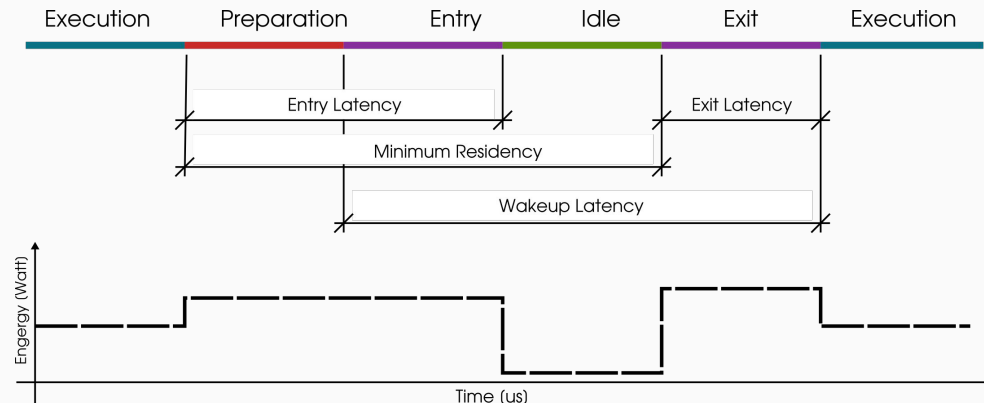 Execution Preparation Entry Idle Exit Execution
Entry Latency
Exit Latency
Minimum Residency
Wakeup Latency
Engergy (Watt)
Time (us)